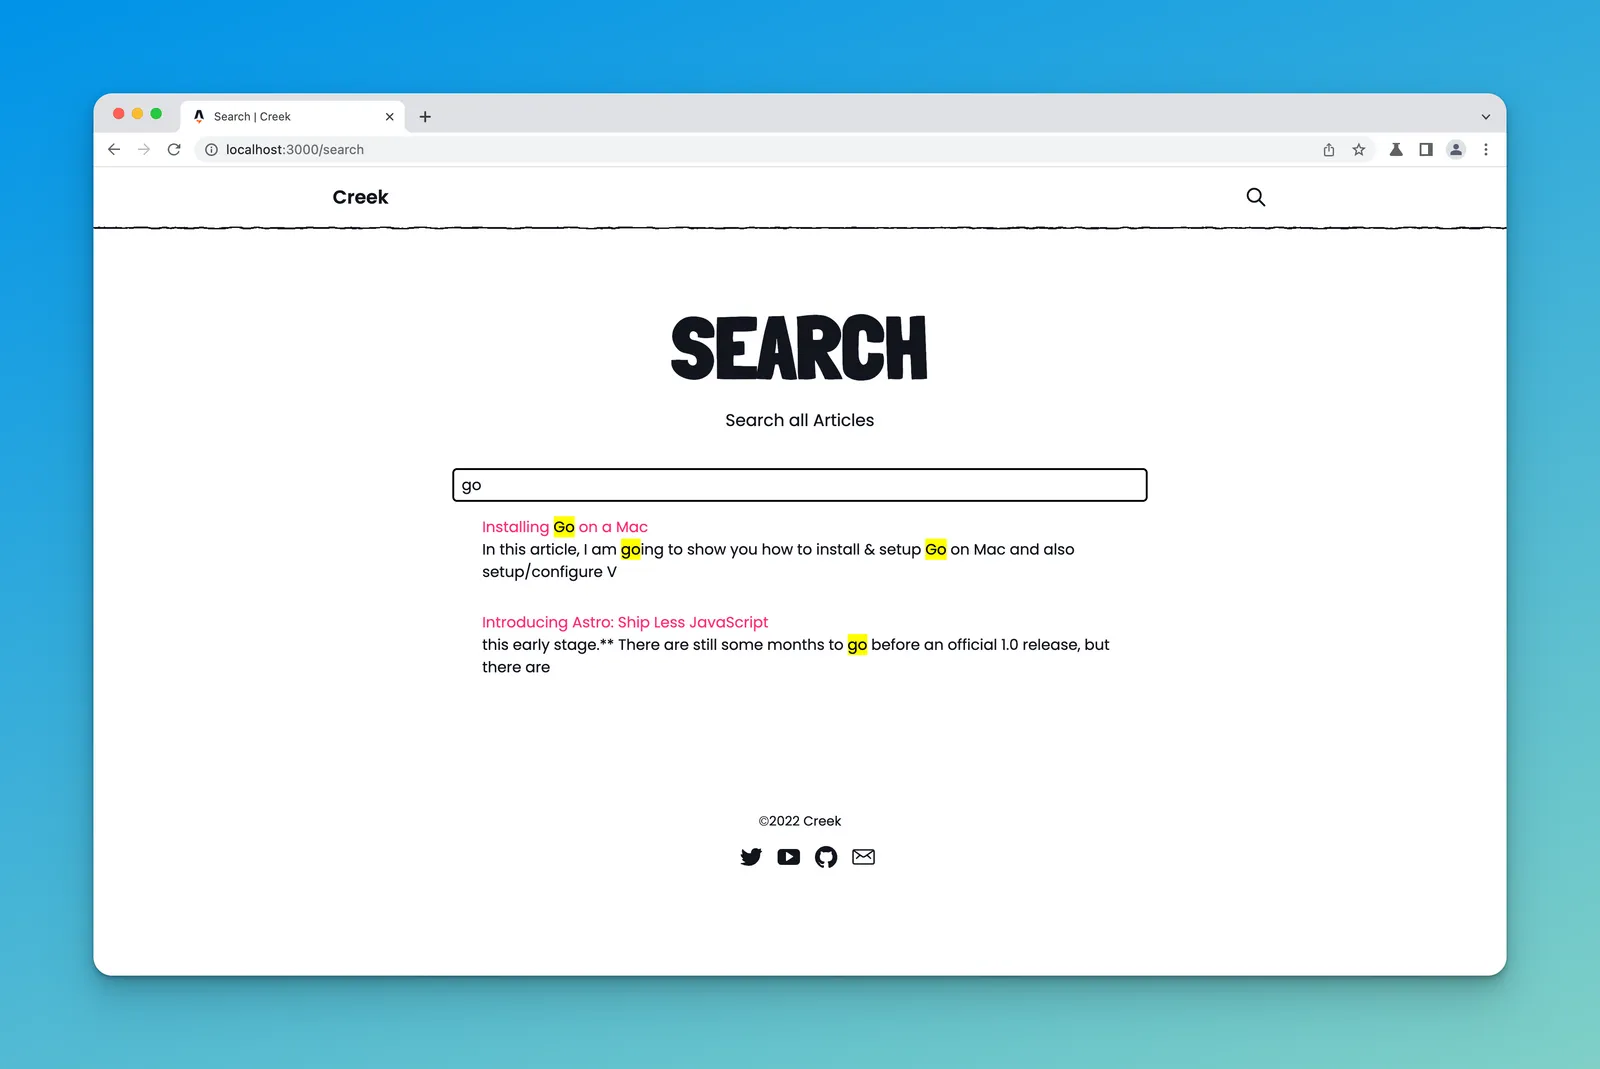 Search | Creek
localhost:3000/search
Creek
SEARCH
Search all Articles
go
Installing Go on a Mac
In this article, I am going to show you how to install & setup Go on Mac and also
setup/configure V
Introducing Astro: Ship Less JavaScript
this early stage.** There are still some months to go before an official 1.0 release, but
there are
©2022 Creek